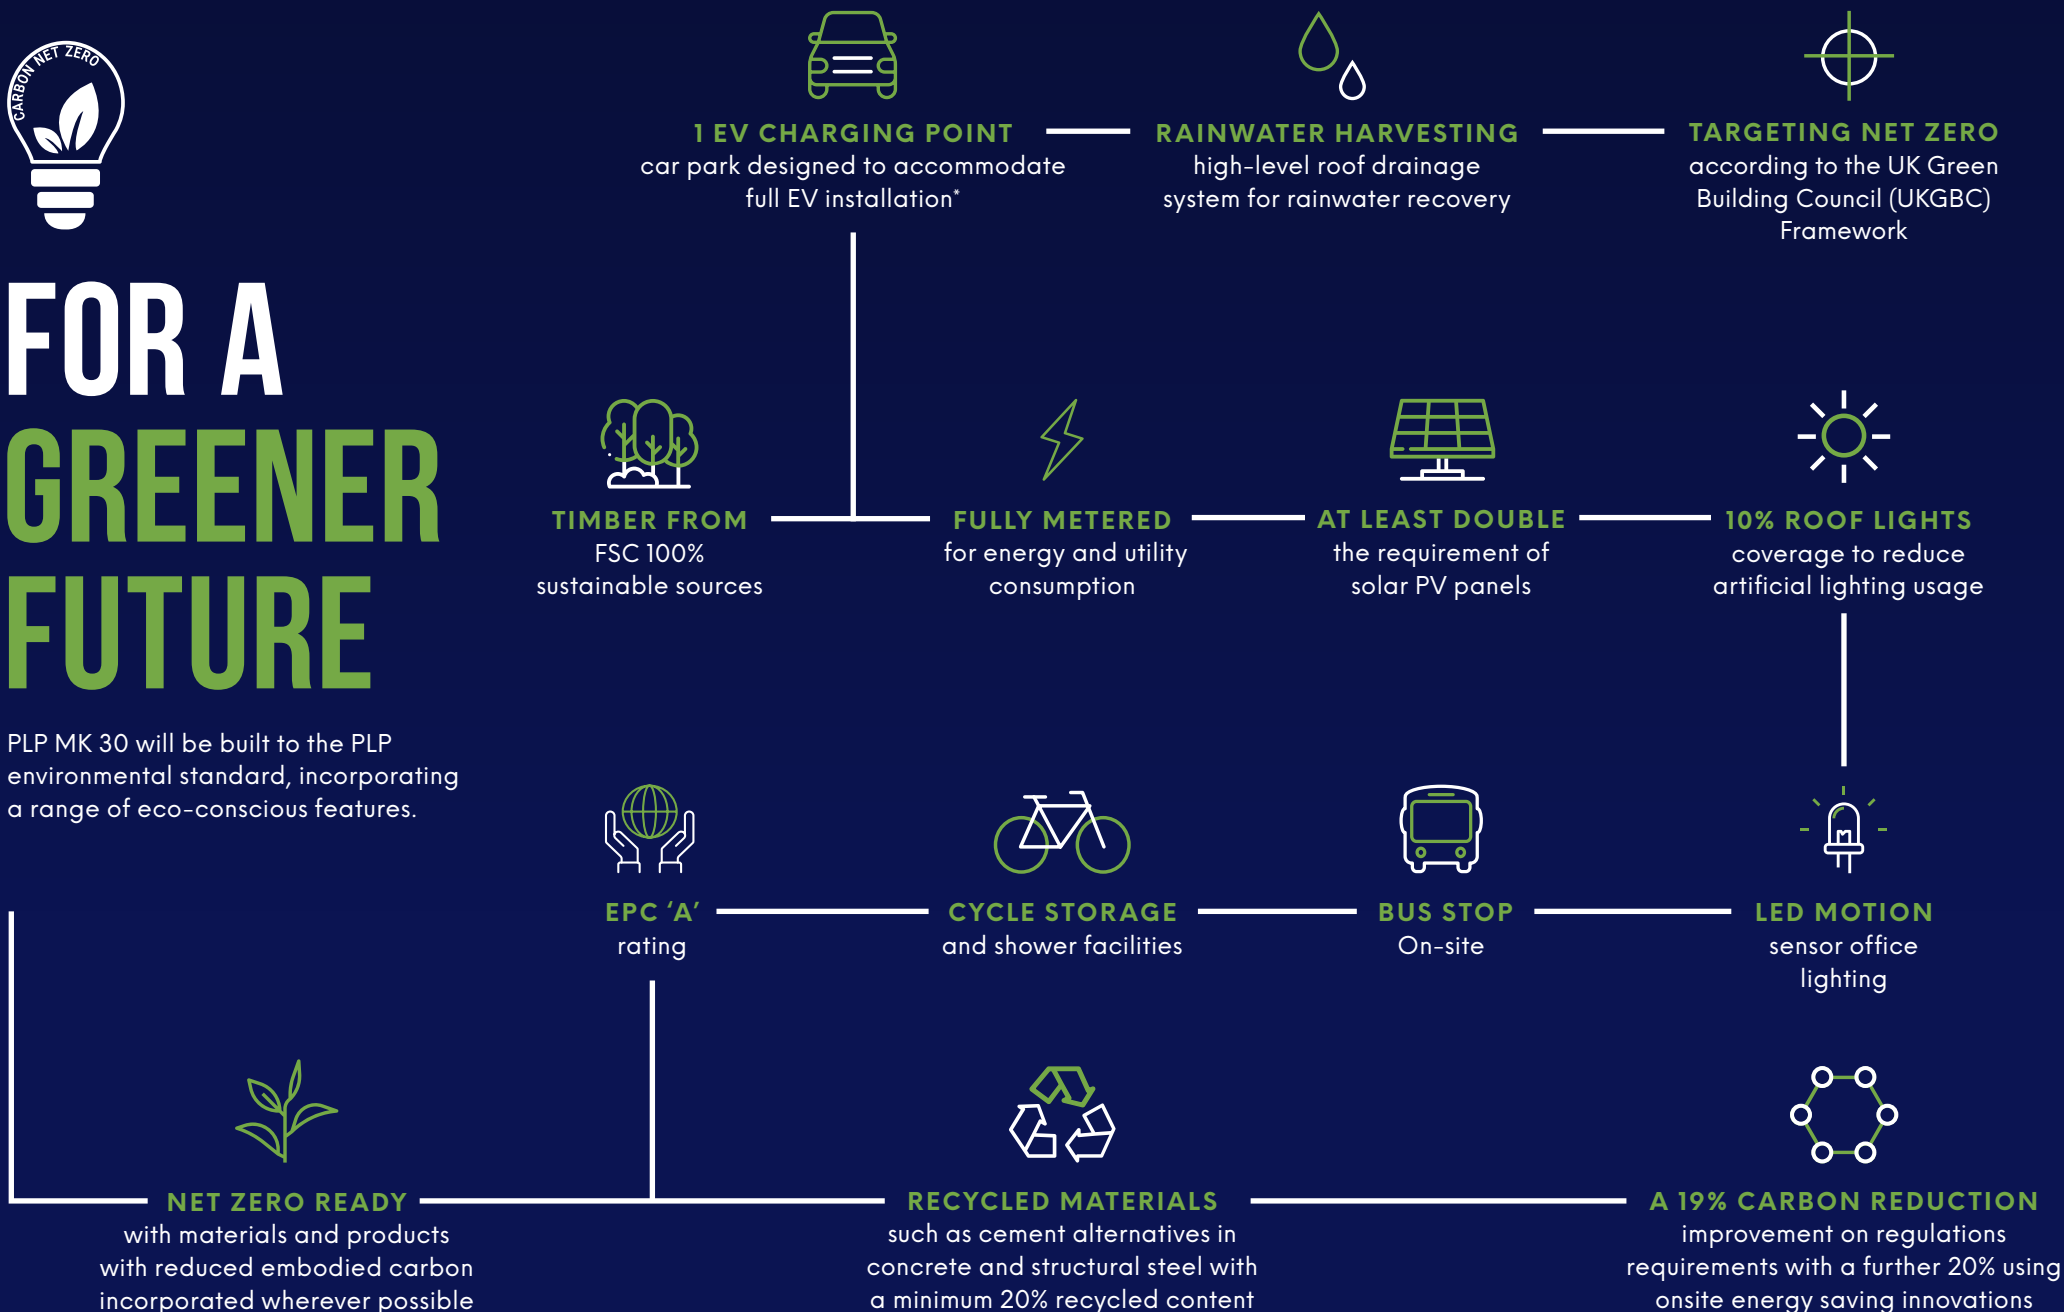 CARBON NET ZERO
FOR A
GREENER
FUTURE
PLP MK 30 will be built to the PLP
environmental standard, incorporating
a range of eco-conscious features.
1 EV CHARGING POINT
car park designed to accommodate
full EV installation*
RAINWATER HARVESTING
high-level roof drainage
system for rainwater recovery
TARGETING NET ZERO
according to the UK Green
Building Council (UKGBC)
Framework
TIMBER FROM
FSC 100%
sustainable sources
FULLY METERED
for energy and utility
consumption
AT LEAST DOUBLE
the requirement of
solar PV panels
10% ROOF LIGHTS
coverage to reduce
artificial lighting usage
EPC ‘A’
rating
CYCLE STORAGE
and shower facilities
BUS STOP
On-site
LED MOTION
sensor office
lighting
NET ZERO READY
with materials and products
with reduced embodied carbon
incorporated wherever possible
RECYCLED MATERIALS
such as cement alternatives in
concrete and structural steel with
a minimum 20% recycled content
A 19% CARBON REDUCTION
improvement on regulations
requirements with a further 20% using
onsite energy saving innovations